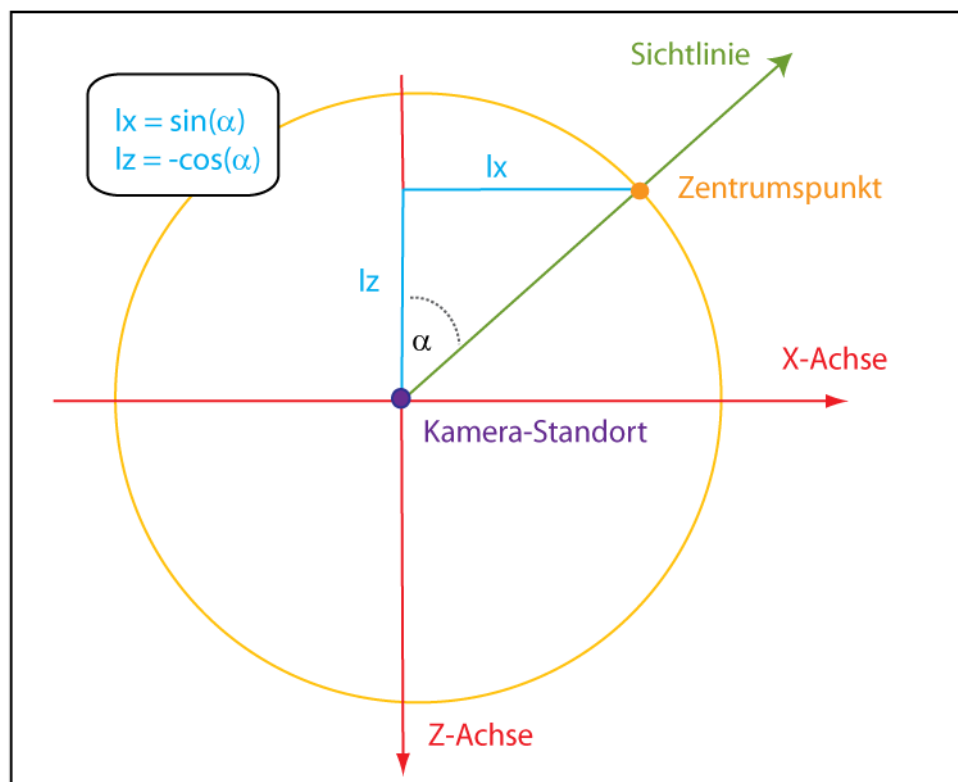 Sichtlinie
lx = sin(α)
lz = -cos(α)
lx
Zentrumspunkt
lz
α
X-Achse
Kamera-Standort
Z-Achse